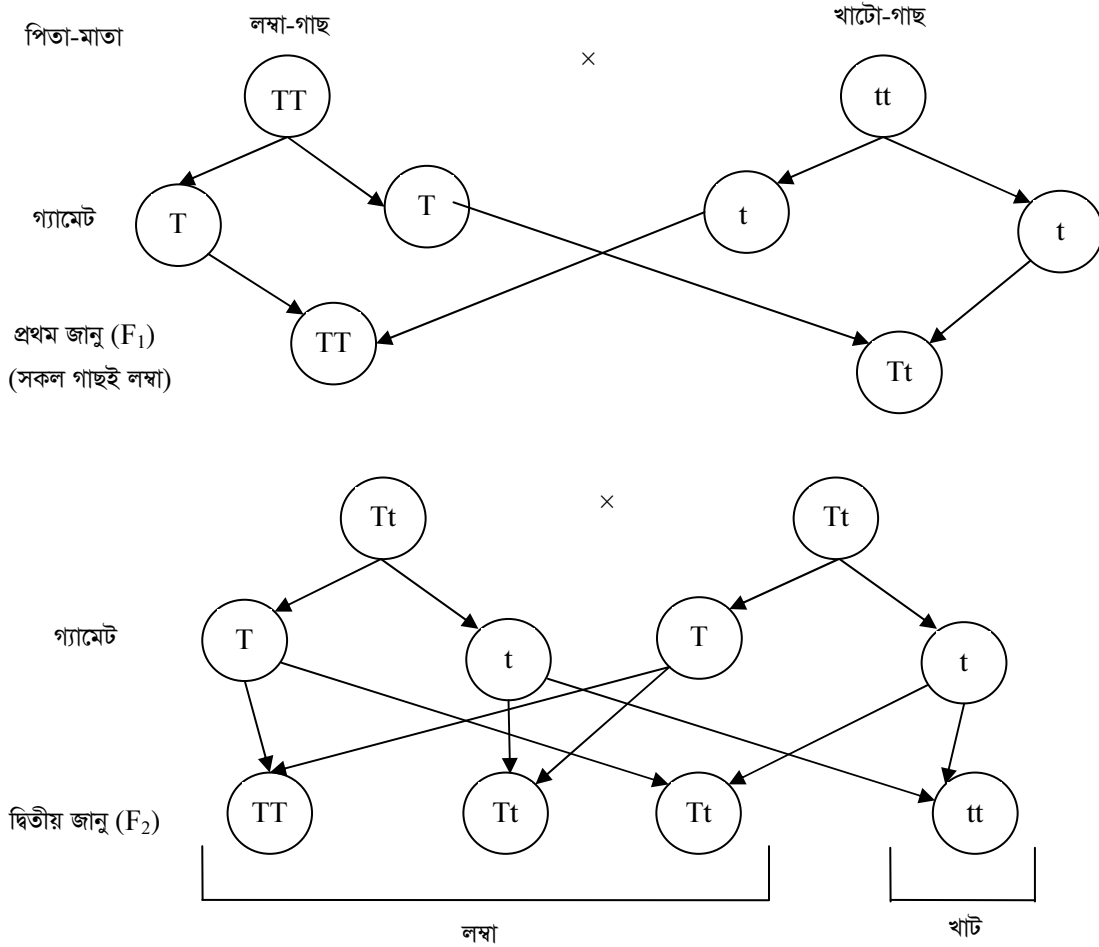 পিতা-মাতা লম্বা-গাছ খাটো-গাছ
×
TT tt
গ্যামেট T T t t
প্রথম জানু (F₁)
(সকল গাছই লম্বা)
TT Tt
Tt × Tt
গ্যামেট T t T t
দ্বিতীয় জানু (F₂) TT Tt Tt tt
লম্বা খাট